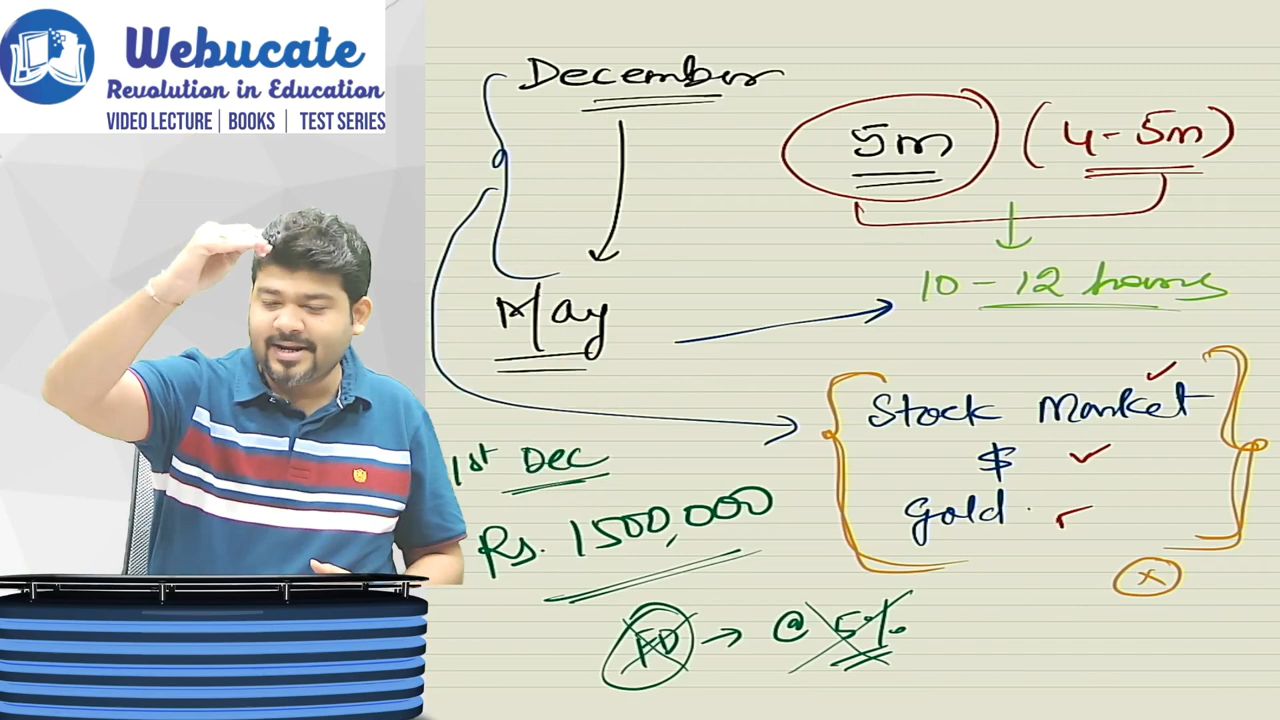 Webucate
Revolution in Education
VIDEO LECTURE | BOOKS | TEST SERIES
December
5m (4-5m)
10-12 hours
May
Stock Market
$
Gold.
1st Dec
Rs. 1500,000
FD → @ 5%